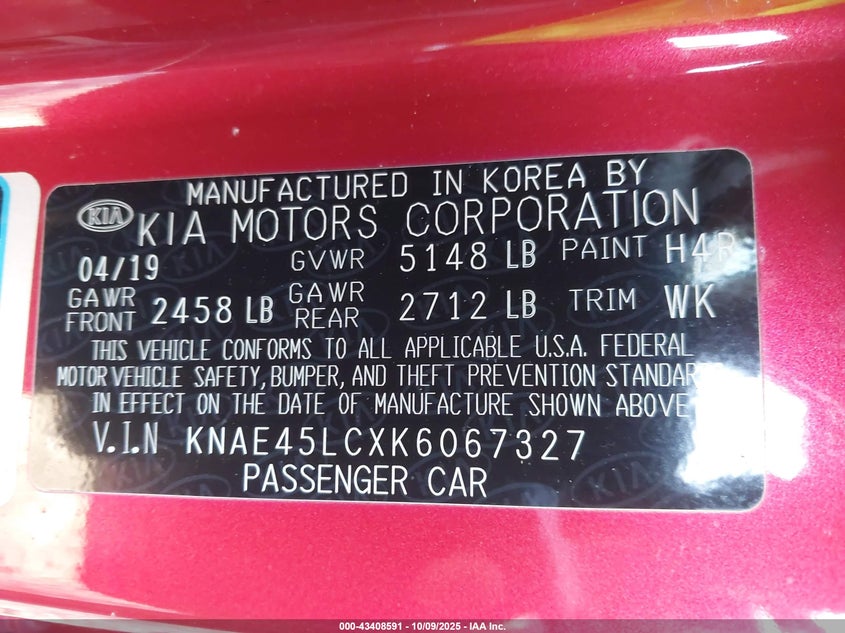 MANUFACTURED IN KOREA BY
KIA KIA MOTORS CORPORATION
04/19 GVWR 5148 LB PAINT H4R
GAWR FRONT 2458 LB GAWR REAR 2712 LB TRIM WK
THIS VEHICLE CONFORMS TO ALL APPLICABLE U.S.A. FEDERAL
MOTOR VEHICLE SAFETY, BUMPER, AND THEFT PREVENTION STANDARDS
IN EFFECT ON THE DATE OF MANUFACTURE SHOWN ABOVE
V.I.N KNAE45LCXK6067327
PASSENGER CAR
000-43408591 - 10/09/2025 - IAA Inc.